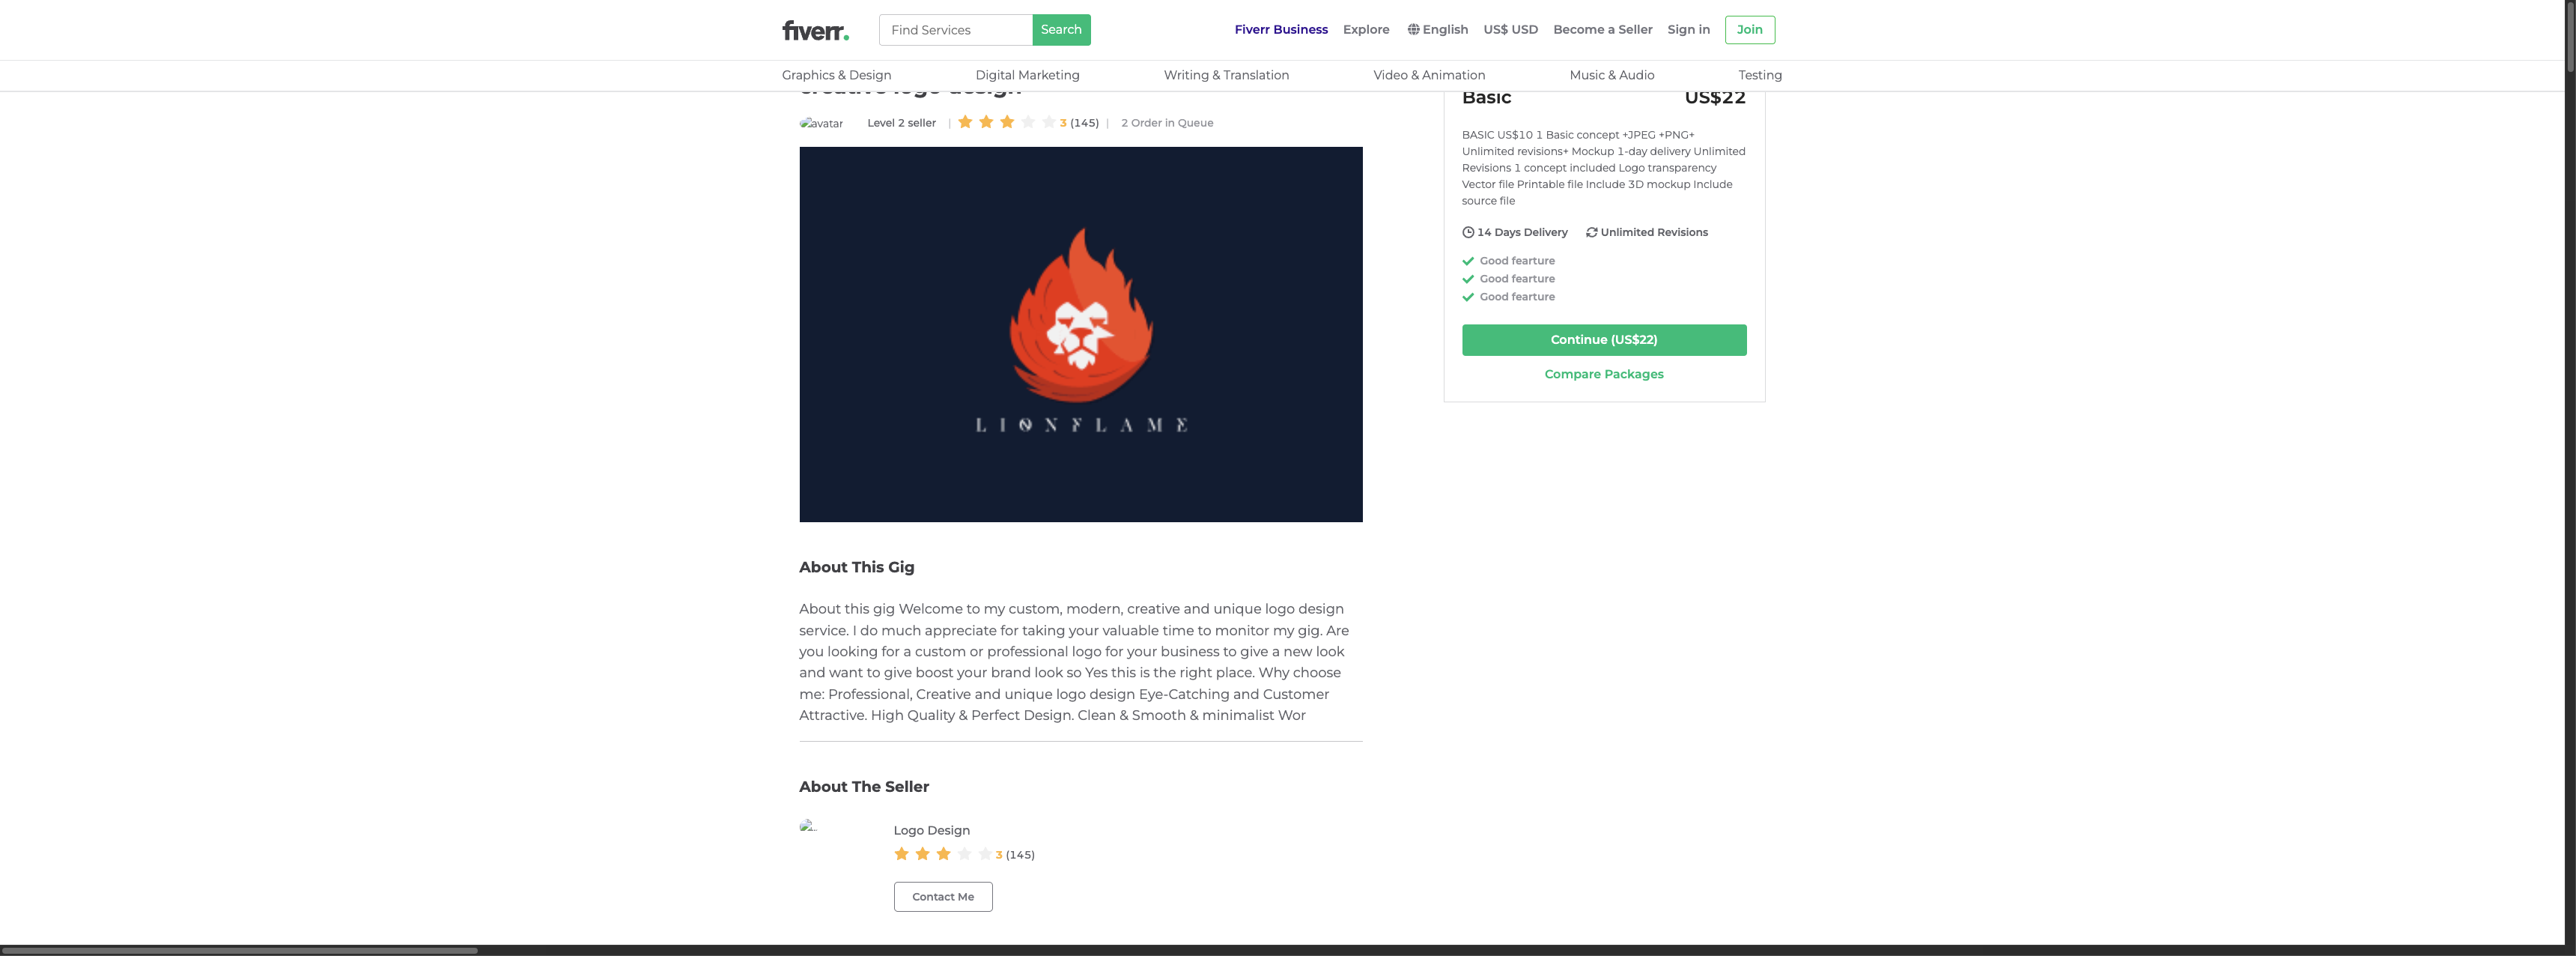 fiverr.
Find Services
Search
Fiverr Business
Explore
English
US$ USD
Become a Seller
Sign in
Join
Graphics & Design
Digital Marketing
Writing & Translation
Video & Animation
Music & Audio
Testing
creative logo design
avatar
Level 2 seller | 3 (145) | 2 Order in Queue
LIONFLAME
About This Gig
About this gig Welcome to my custom, modern, creative and unique logo design
service. I do much appreciate for taking your valuable time to monitor my gig. Are
you looking for a custom or professional logo for your business to give a new look
and want to give boost your brand look so Yes this is the right place. Why choose
me: Professional, Creative and unique logo design Eye-Catching and Customer
Attractive. High Quality & Perfect Design. Clean & Smooth & minimalist Wor
About The Seller
Logo Design
3 (145)
Contact Me
Basic
US$22
BASIC US$10 1 Basic concept +JPEG +PNG+
Unlimited revisions+ Mockup 1-day delivery Unlimited
Revisions 1 concept included Logo transparency
Vector file Printable file Include 3D mockup Include
source file
14 Days Delivery
Unlimited Revisions
Good fearture
Good fearture
Good fearture
Continue (US$22)
Compare Packages